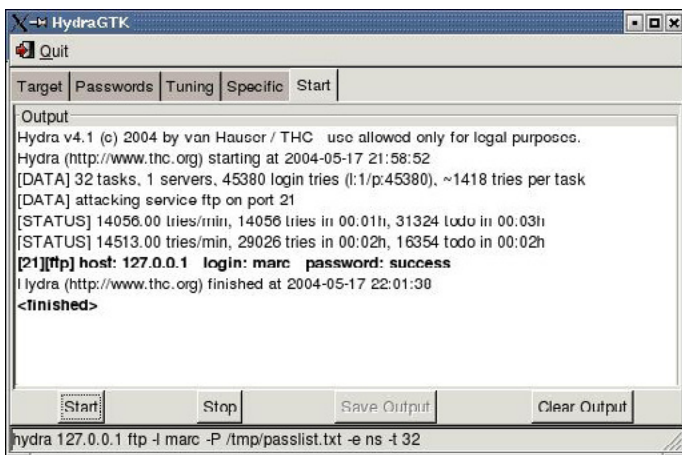 HydraGTK
Quit
Target Passwords Tuning Specific Start
Output
Hydra v4.1 (c) 2004 by van Hauser / THC use allowed only for legal purposes.
Hydra (http://www.thc.org) starting at 2004-05-17 21:58:52
[DATA] 32 tasks, 1 servers, 45380 login tries (l:1/p:45380), ~1418 tries per task
[DATA] attacking service ftp on port 21
[STATUS] 14056.00 tries/min, 14056 tries in 00:01h, 31324 todo in 00:03h
[STATUS] 14513.00 tries/min, 29026 tries in 00:02h, 16354 todo in 00:02h
[21][ftp] host: 127.0.0.1 login: marc password: success
Hydra (http://www.thc.org) finished at 2004-05-17 22:01:38
<finished>
Start Stop Save Output Clear Output
hydra 127.0.0.1 ftp -l marc -P /tmp/passlist.txt -e ns -t 32